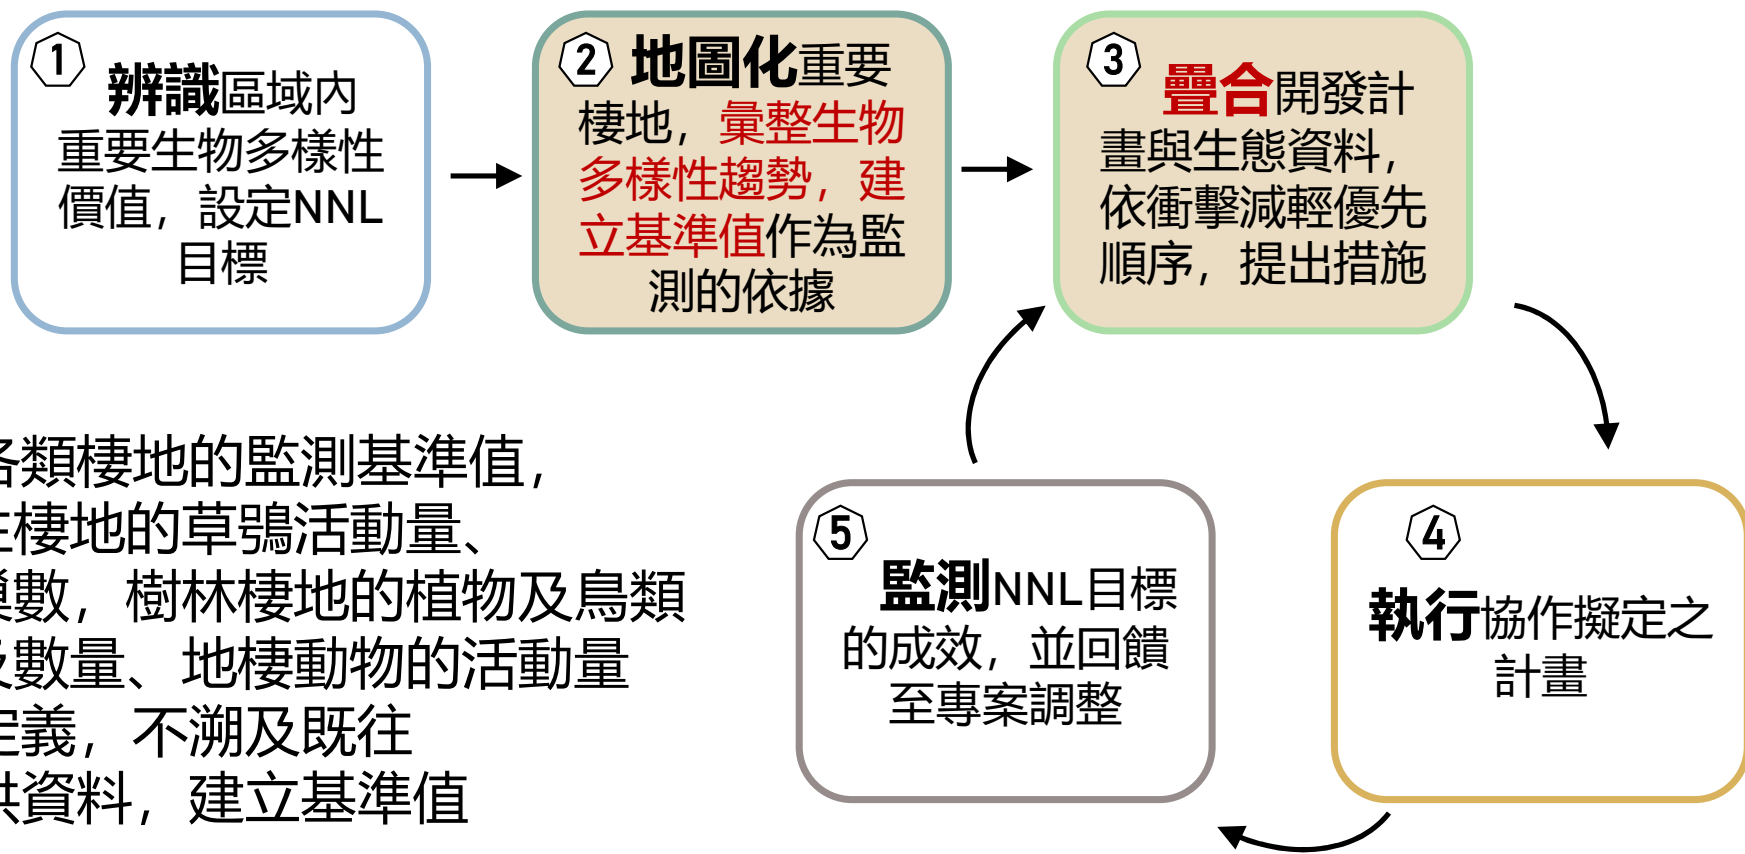 1
辨識區域內
重要生物多樣性
價值，設定NNL
目標
2
地圖化重要
棲地，彙整生物
多樣性趨勢，建
立基準值作為監
測的依據
3
疊合開發計
畫與生態資料，
依衝擊減輕優先
順序，提出措施
4
執行協作擬定之
計畫
5
監測NNL目標
的成效，並回饋
至專案調整
各類棲地的監測基準值，
棲地的草鴞活動量、
巢數，樹林棲地的植物及鳥類
及數量、地棲動物的活動量
定義，不溯及既往
供資料，建立基準值